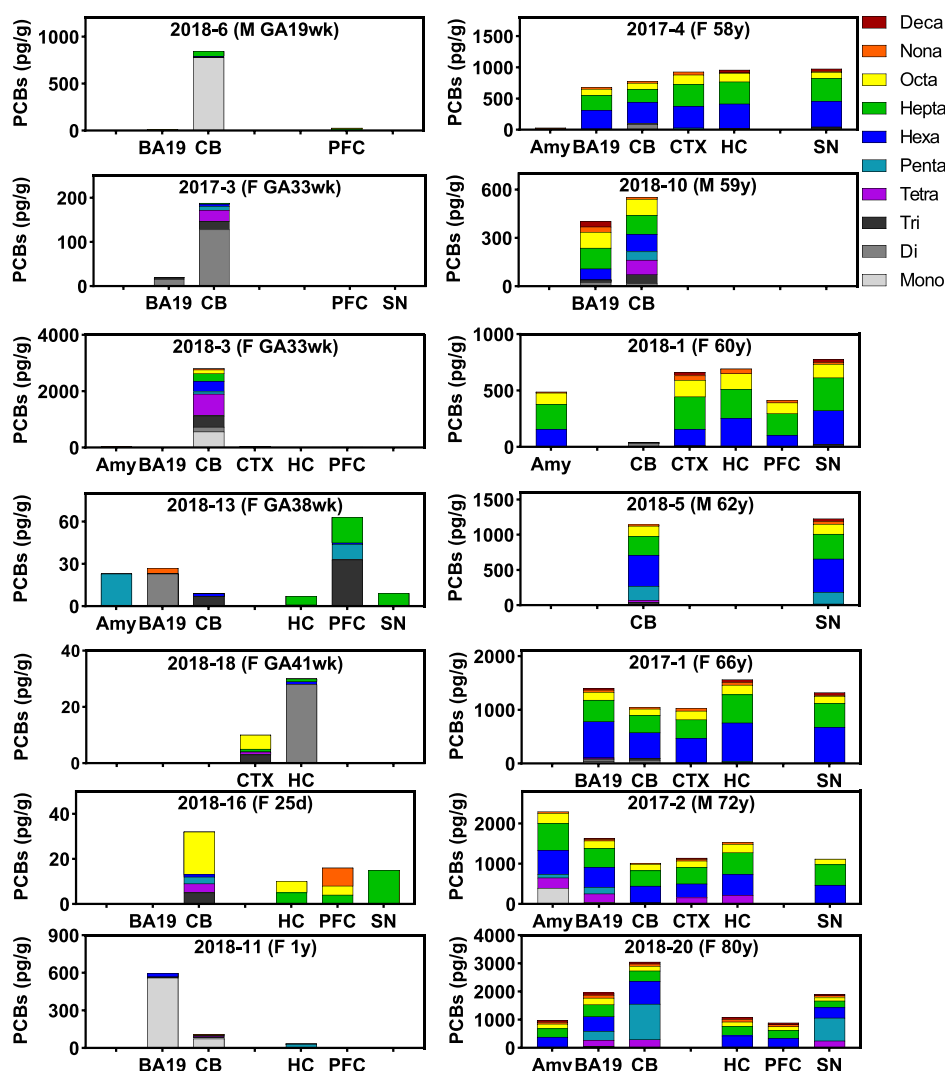 2018-6 (M GA19wk)
PCBs (pg/g)
1000
500
0
BA19 CB PFC
2017-3 (F GA33wk)
PCBs (pg/g)
200
100
0
BA19 CB PFC SN
2018-3 (F GA33wk)
PCBs (pg/g)
4000
2000
0
Amy BA19 CB CTX HC PFC
2018-13 (F GA38wk)
PCBs (pg/g)
60
30
0
Amy BA19 CB HC PFC SN
2018-18 (F GA41wk)
PCBs (pg/g)
40
20
0
CTX HC
2018-16 (F 25d)
PCBs (pg/g)
40
20
0
BA19 CB HC PFC SN
2018-11 (F 1y)
PCBs (pg/g)
900
600
300
0
BA19 CB HC
2017-4 (F 58y)
PCBs (pg/g)
1500
1000
500
0
Amy BA19 CB CTX HC SN
2018-10 (M 59y)
PCBs (pg/g)
600
300
0
BA19 CB
2018-1 (F 60y)
PCBs (pg/g)
1000
500
0
Amy CB CTX HC PFC SN
2018-5 (M 62y)
PCBs (pg/g)
1500
1000
500
0
CB SN
2017-1 (F 66y)
PCBs (pg/g)
2000
1000
0
BA19 CB CTX HC SN
2017-2 (M 72y)
PCBs (pg/g)
2000
1000
0
Amy BA19 CB CTX HC SN
2018-20 (F 80y)
PCBs (pg/g)
4000
3000
2000
1000
0
Amy BA19 CB HC PFC SN
Deca
Nona
Octa
Hepta
Hexa
Penta
Tetra
Tri
Di
Mono